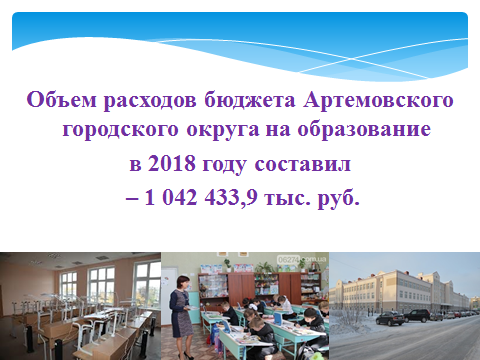 Объем расходов бюджета Артемовского
городского округа на образование
в 2018 году составил
– 1 042 433,9 тыс. руб.